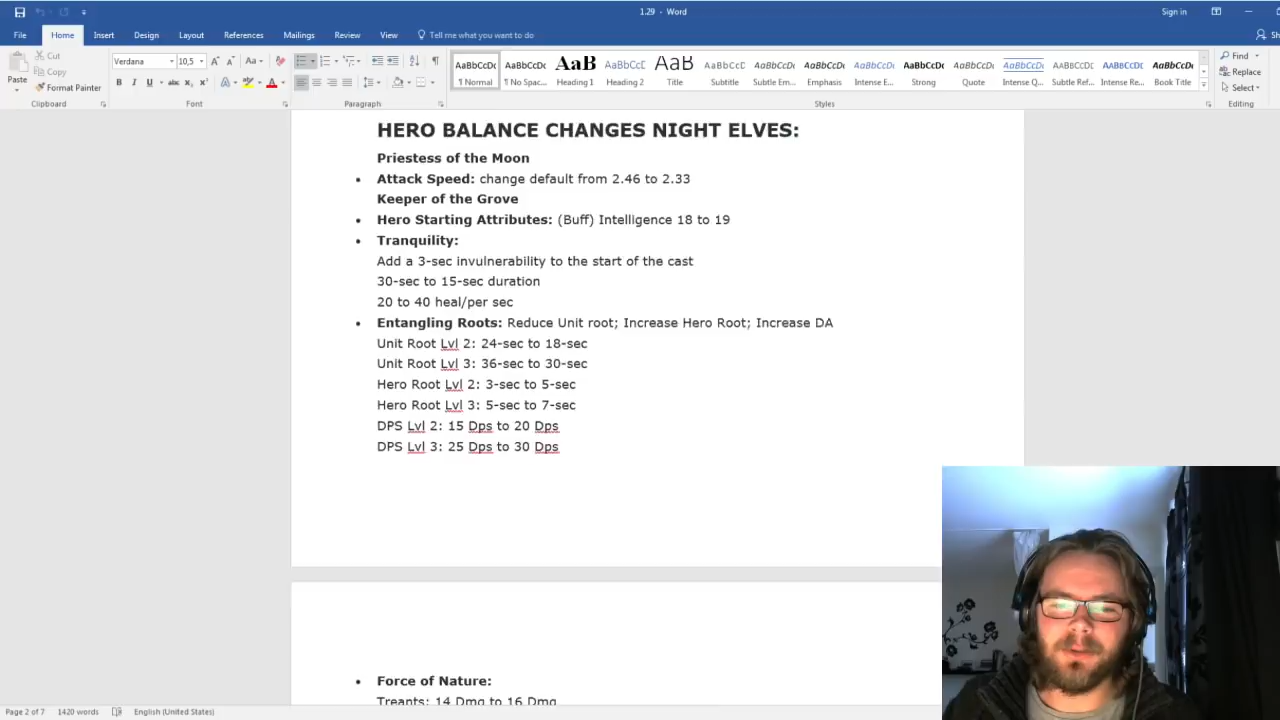 1.29 - Word
Sign in
File Home Insert Design Layout References Mailings Review View Tell me what you want to do Sh
Paste
Cut
Copy
Format Painter
Clipboard
Verdana 10,5
Font
Paragraph
AaBbCcDc AaBbCcDc AaBbC AaBbCcC AaB AaBbCcD AaBbCcDc AaBbCcDc AaBbCcDc AaBbCcDc AaBbCcDc AaBbCcDc AaBbCcDc AaBbCcDc AaBbCcDc
¶ Normal ¶ No Spac... Heading 1 Heading 2 Title Subtitle Subtle Em... Emphasis Intense E... Strong Quote Intense Q... Subtle Ref... Intense Re... Book Title
Styles
Find
Replace
Select
Editing
HERO BALANCE CHANGES NIGHT ELVES:
Priestess of the Moon
• Attack Speed: change default from 2.46 to 2.33
Keeper of the Grove
• Hero Starting Attributes: (Buff) Intelligence 18 to 19
• Tranquility:
Add a 3-sec invulnerability to the start of the cast
30-sec to 15-sec duration
20 to 40 heal/per sec
• Entangling Roots: Reduce Unit root; Increase Hero Root; Increase DA
Unit Root Lvl 2: 24-sec to 18-sec
Unit Root Lvl 3: 36-sec to 30-sec
Hero Root Lvl 2: 3-sec to 5-sec
Hero Root Lvl 3: 5-sec to 7-sec
DPS Lvl 2: 15 Dps to 20 Dps
DPS Lvl 3: 25 Dps to 30 Dps
• Force of Nature:
Treants: 14 Dmg to 16 Dmg
Page 2 of 7 1420 words English (United States)